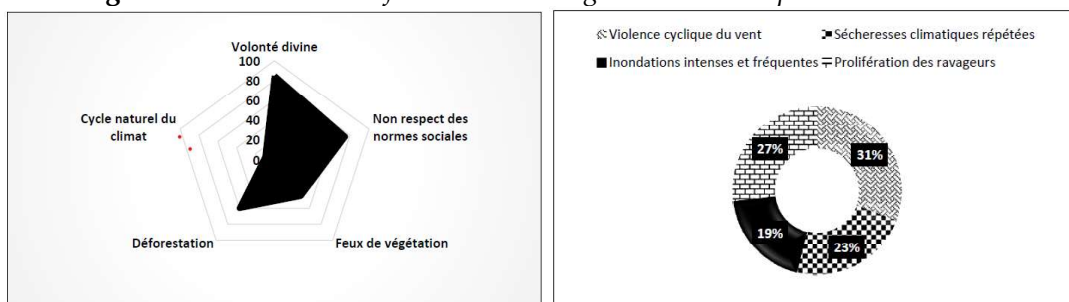 Volonté divine
100
80
60
40
20
0
Cycle naturel du
climat
Non respect des
normes sociales
Déforestation
Feux de végétation
Violence cyclique du vent
Sécheresses climatiques répétées
Inondations intenses et fréquentes
Prolifération des ravageurs
27%
31%
19%
23%